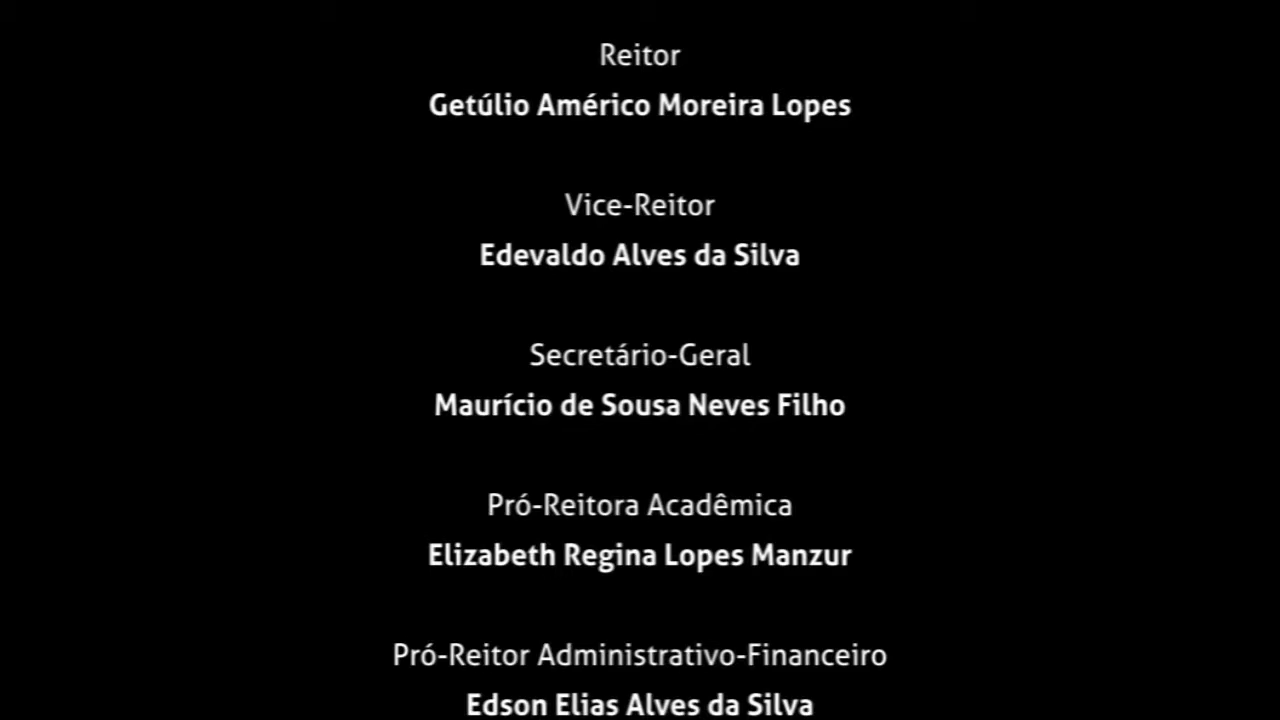 Reitor
Getúlio Américo Moreira Lopes
Vice-Reitor
Edevaldo Alves da Silva
Secretário-Geral
Maurício de Sousa Neves Filho
Pró-Reitora Acadêmica
Elizabeth Regina Lopes Manzur
Pró-Reitor Administrativo-Financeiro
Edson Elias Alves da Silva